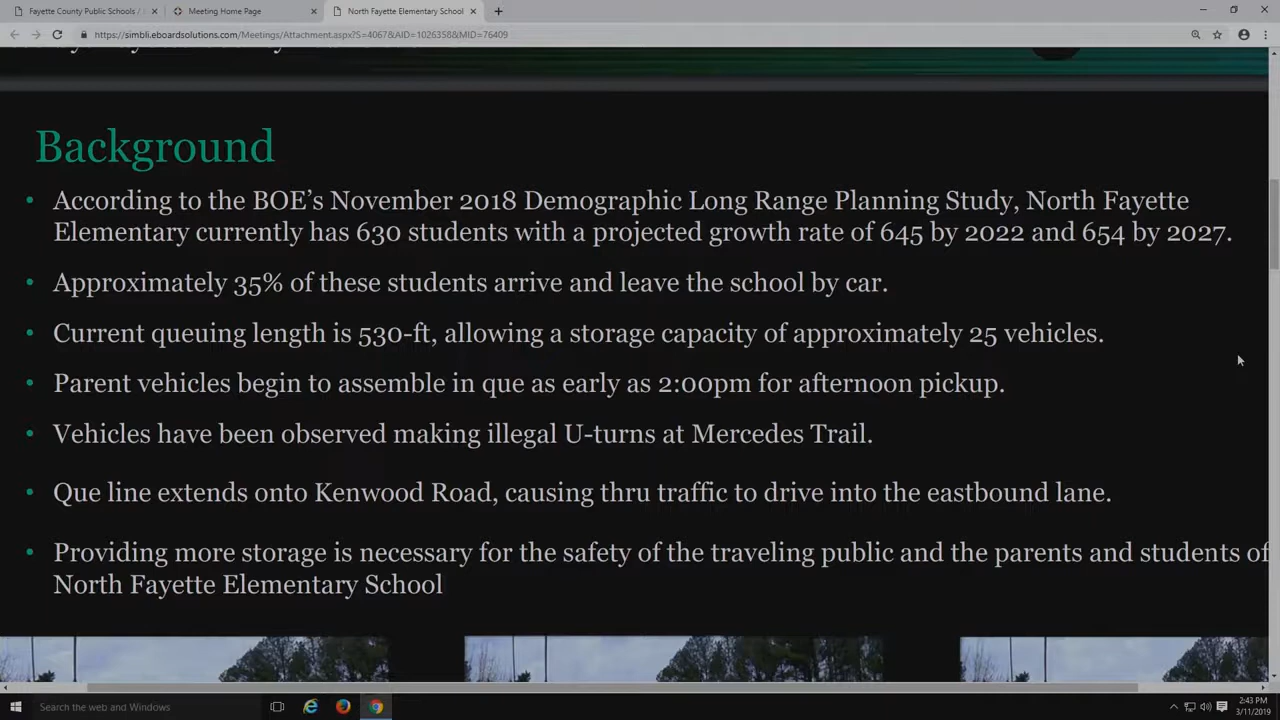 Fayette County Public Schools /
Meeting Home Page
North Fayette Elementary School
https://simbli.eboardsolutions.com/Meetings/Attachment.aspx?S=4067&AID=1026358&MID=76409
Background
• According to the BOE's November 2018 Demographic Long Range Planning Study, North Fayette
Elementary currently has 630 students with a projected growth rate of 645 by 2022 and 654 by 2027.
• Approximately 35% of these students arrive and leave the school by car.
• Current queuing length is 530-ft, allowing a storage capacity of approximately 25 vehicles.
• Parent vehicles begin to assemble in que as early as 2:00pm for afternoon pickup.
• Vehicles have been observed making illegal U-turns at Mercedes Trail.
• Que line extends onto Kenwood Road, causing thru traffic to drive into the eastbound lane.
• Providing more storage is necessary for the safety of the traveling public and the parents and students of
North Fayette Elementary School
Search the web and Windows
2:43 PM
3/11/2019